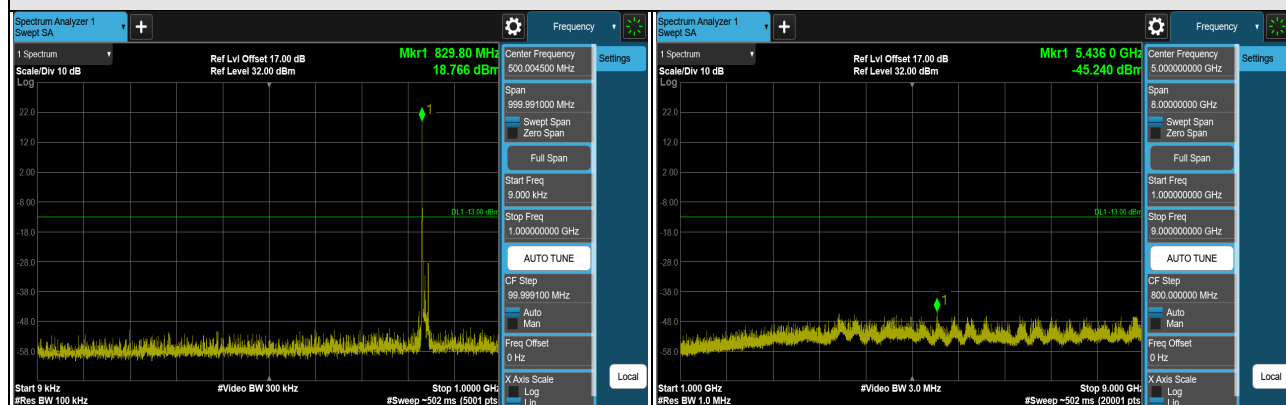 Spectrum Analyzer 1
Swept SA
+
Frequency
1 Spectrum
Scale/Div 10 dB
Log
Ref Lvl Offset 17.00 dB
Ref Level 32.00 dBm
Mkr1 829.80 MHz
18.766 dBm
22.0
12.0
2.00
-8.00
-18.0
-28.0
-38.0
-48.0
-58.0
1
DL1 -13.00 dBm
Start 9 kHz
#Res BW 100 kHz
#Video BW 300 kHz
Stop 1.0000 GHz
#Sweep ~502 ms (5001 pts
Center Frequency
500.004500 MHz
Span
999.991000 MHz
Swept Span
Zero Span
Full Span
Start Freq
9.000 kHz
Stop Freq
1.000000000 GHz
AUTO TUNE
CF Step
99.999100 MHz
Auto
Man
Freq Offset
0 Hz
X Axis Scale
Log
Lin
Settings
Local
Spectrum Analyzer 1
Swept SA
+
Frequency
1 Spectrum
Scale/Div 10 dB
Log
Ref Lvl Offset 17.00 dB
Ref Level 32.00 dBm
Mkr1 5.436 0 GHz
-45.240 dBm
22.0
12.0
2.00
-8.00
-18.0
-28.0
-38.0
-48.0
-58.0
1
DL1 -13.00 dBm
Start 1.000 GHz
#Res BW 1.0 MHz
#Video BW 3.0 MHz
Stop 9.000 GHz
#Sweep ~502 ms (20001 pts
Center Frequency
5.000000000 GHz
Span
8.00000000 GHz
Swept Span
Zero Span
Full Span
Start Freq
1.000000000 GHz
Stop Freq
9.000000000 GHz
AUTO TUNE
CF Step
800.000000 MHz
Auto
Man
Freq Offset
0 Hz
X Axis Scale
Log
Lin
Settings
Local